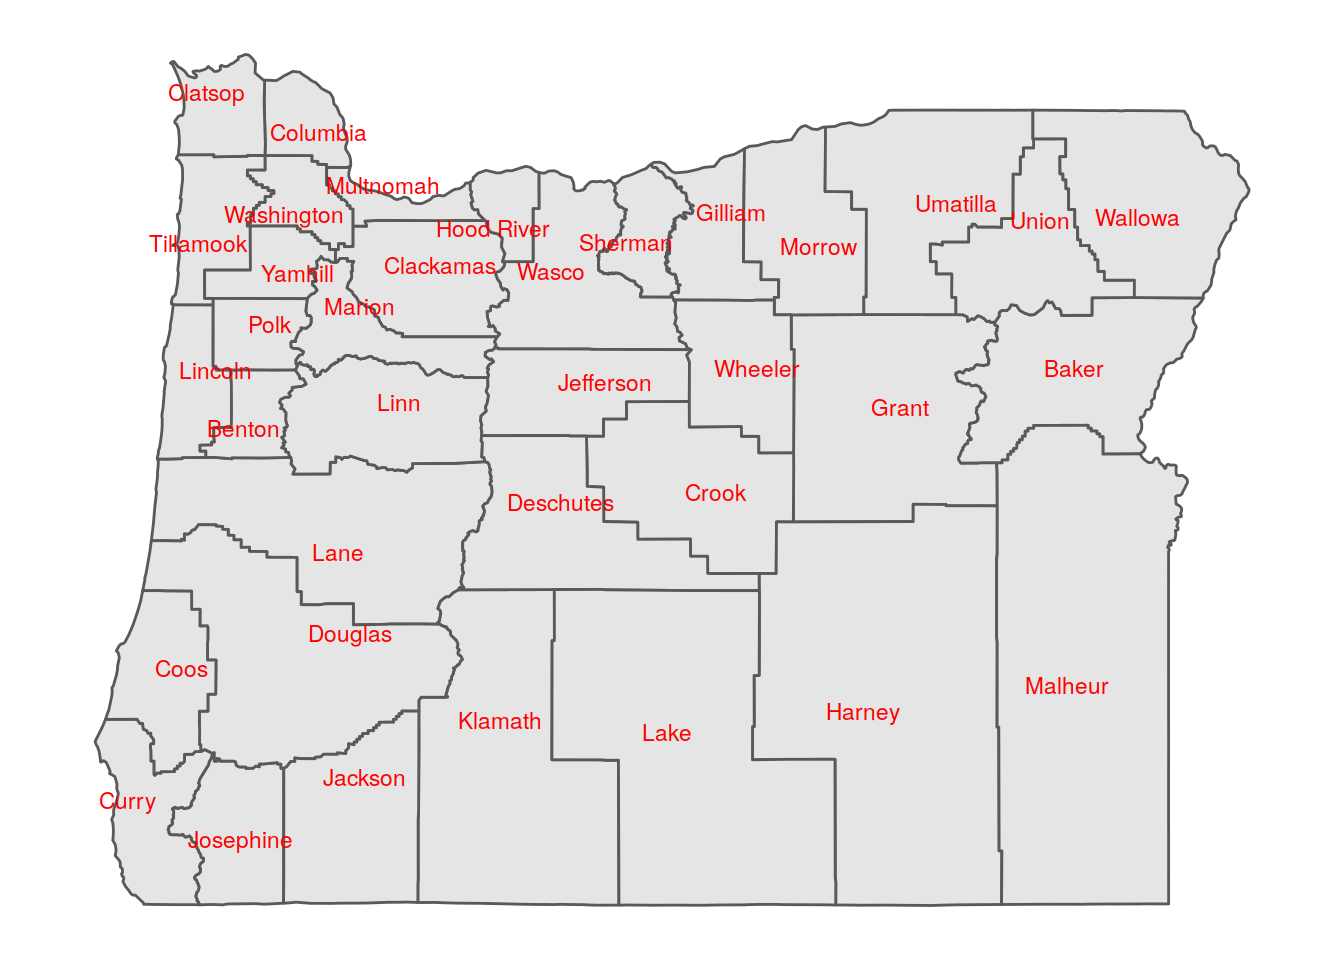 Clatsop
Columbia
Multnomah
Washington
Tillamook
Hood River
Sherman
Gilliam
Morrow
Umatilla
Union
Wallowa
Yamhill
Clackamas
Wasco
Marion
Polk
Lincoln
Jefferson
Wheeler
Baker
Linn
Grant
Benton
Deschutes
Crook
Lane
Douglas
Coos
Malheur
Klamath
Lake
Harney
Jackson
Curry
Josephine